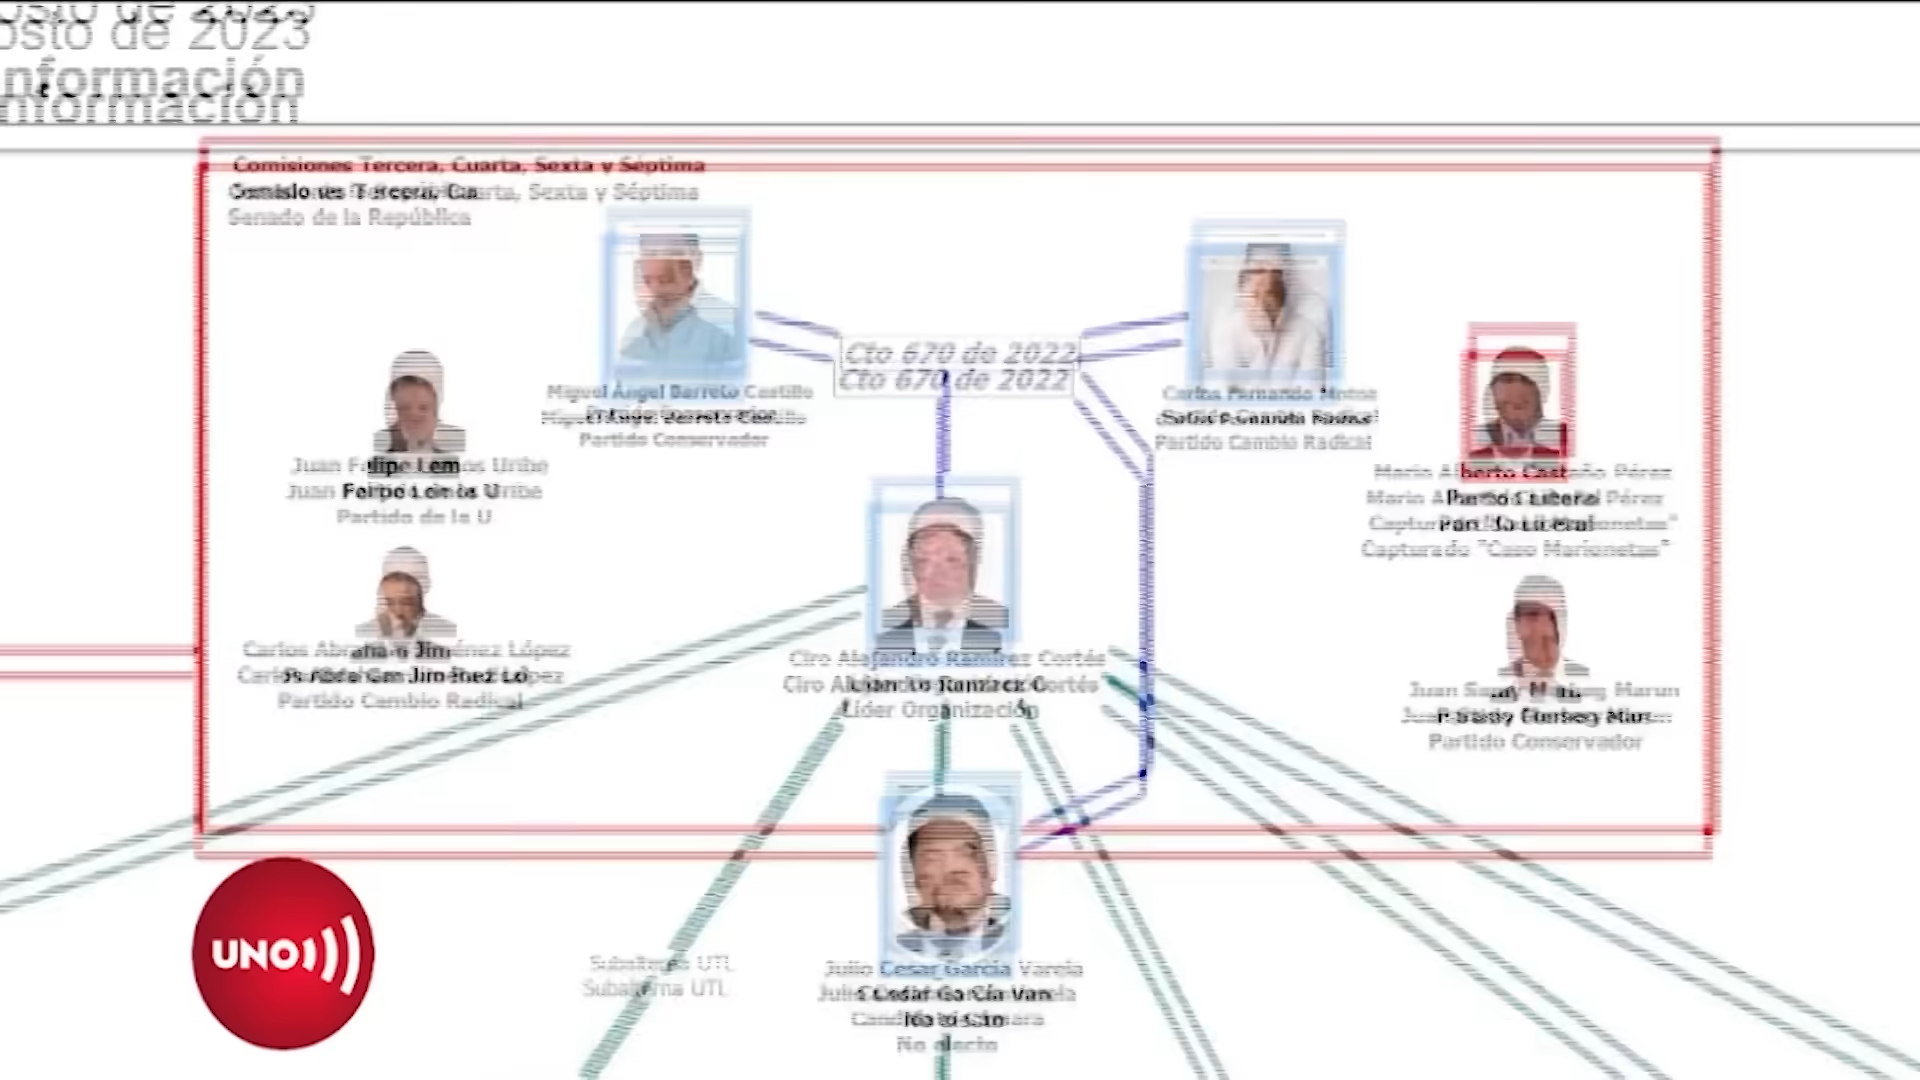 osto de 2023
nformación
Comisiones Tercera, Cuarta, Sexta y Séptima
Senado de la República
Cto 670 de 2022
Miguel Ángel Barreto Castillo
Partido Conservador
Carlos Fernando Motoa
Partido Cambio Radical
Juan Felipe Lemos Uribe
Partido de la U
Mario Alberto Castaño Pérez
Partido Liberal
Capturado "Caso Marionetas"
Carlos Abraham Jiménez López
Partido Cambio Radical
Ciro Alejandro Ramírez Cortés
Líder Organización
Juan Samy Merheg Marun
Partido Conservador
UNO
Subalterna UTL
Julio Cesar García Varela
Candidato Cámara
No electo